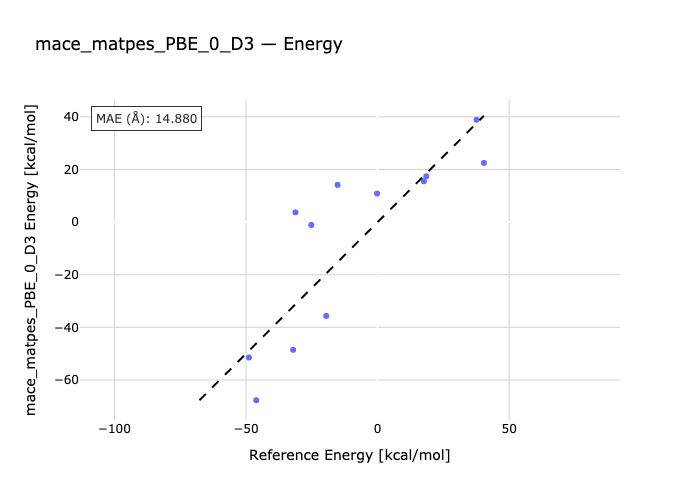 mace_matpes_PBE_0_D3 — Energy
MAE (Å): 14.880
mace_matpes_PBE_0_D3 Energy [kcal/mol]
40
20
0
−20
−40
−60
−100
−50
0
50
Reference Energy [kcal/mol]